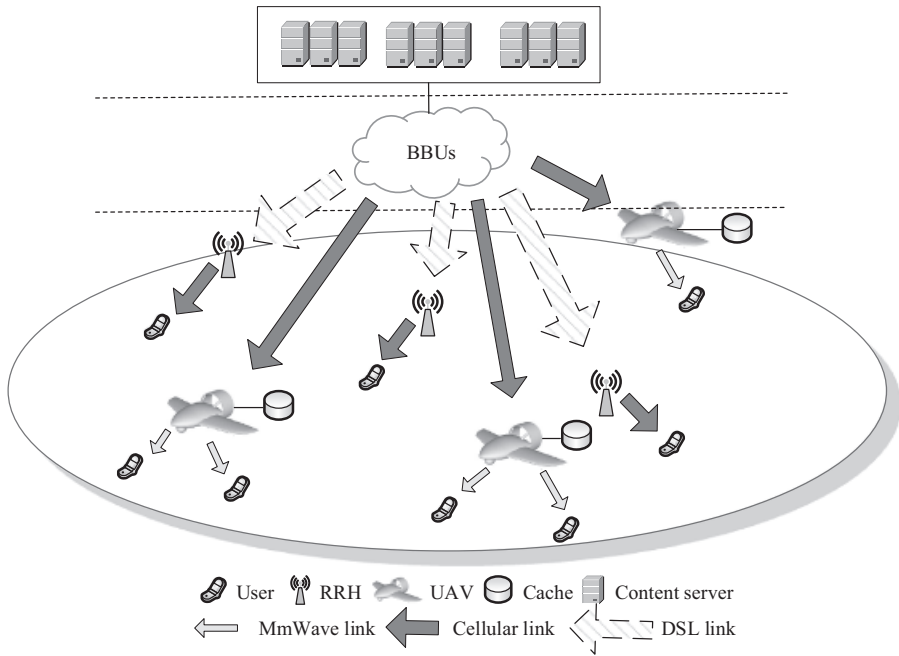 BBUs
User RRH UAV Cache Content server
MmWave link Cellular link DSL link